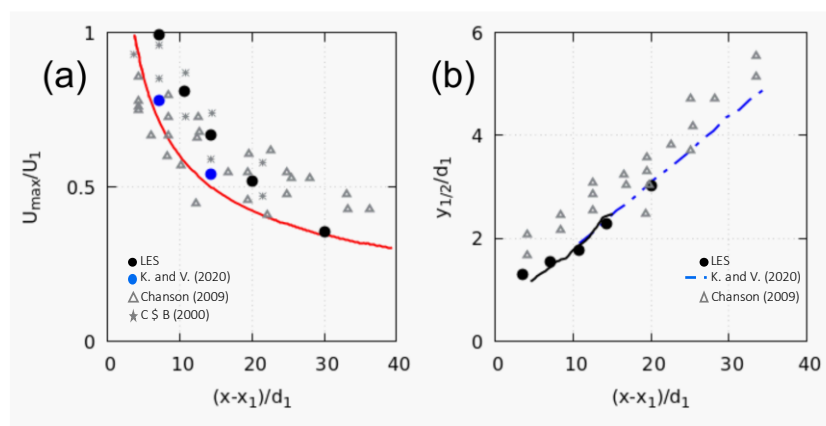 (a)
1
0.5
0
U_max/U_1
LES
K. and V. (2020)
Chanson (2009)
C $ B (2000)
0 10 20 30 40
(x-x_1)/d_1
(b)
6
4
2
0
y_1/2/d_1
LES
K. and V. (2020)
Chanson (2009)
0 10 20 30 40
(x-x_1)/d_1